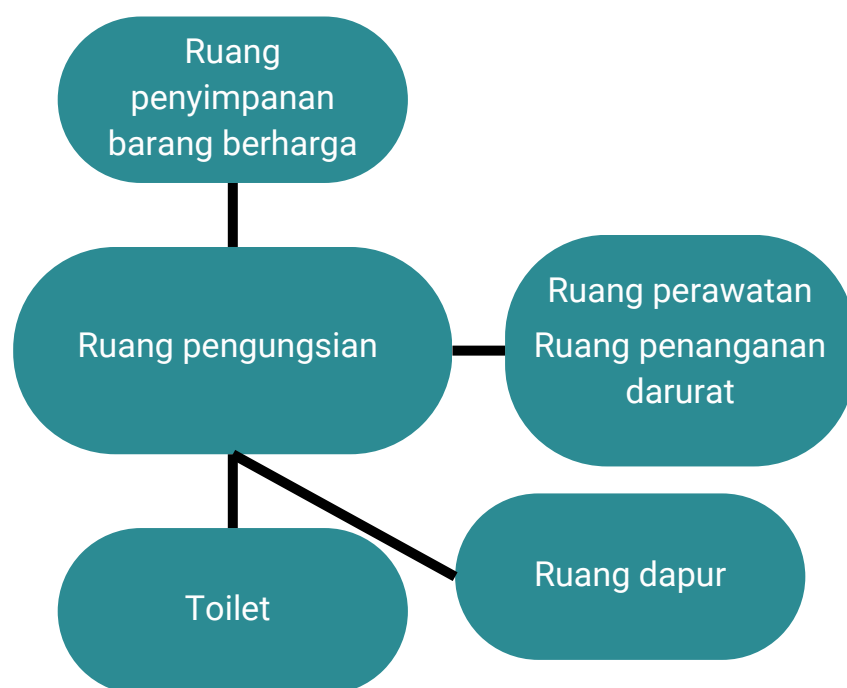 Ruang
penyimpanan
barang berharga
Ruang pengungsian
Ruang perawatan
Ruang penanganan
darurat
Toilet
Ruang dapur